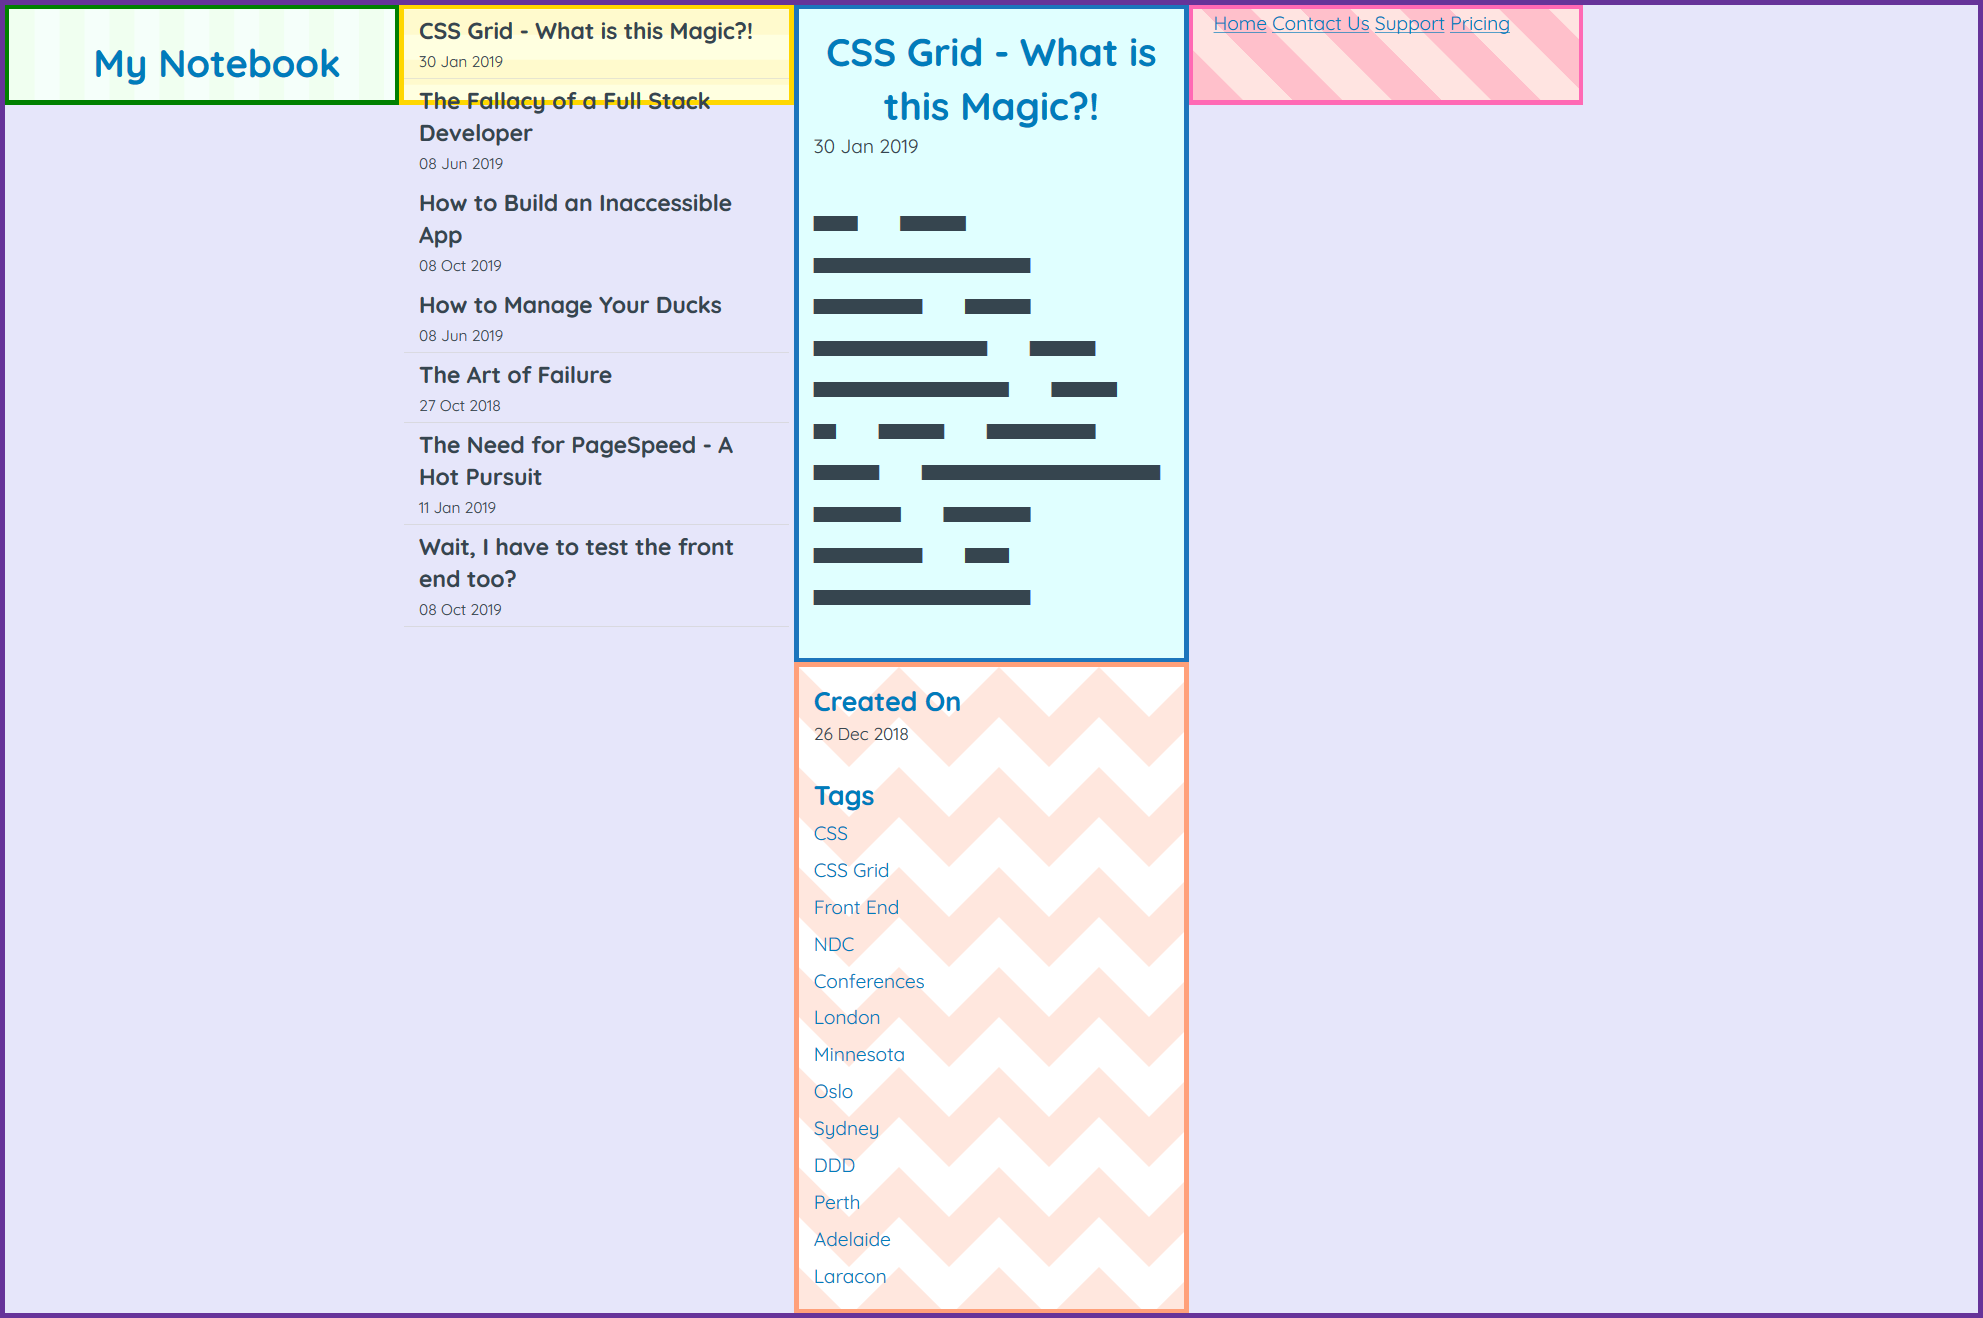 My Notebook
CSS Grid - What is this Magic?!
30 Jan 2019
The Fallacy of a Full Stack
Developer
08 Jun 2019
How to Build an Inaccessible
App
08 Oct 2019
How to Manage Your Ducks
08 Jun 2019
The Art of Failure
27 Oct 2018
The Need for PageSpeed - A
Hot Pursuit
11 Jan 2019
Wait, I have to test the front
end too?
08 Oct 2019
CSS Grid - What is
this Magic?!
30 Jan 2019
Created On
26 Dec 2018
Tags
CSS
CSS Grid
Front End
NDC
Conferences
London
Minnesota
Oslo
Sydney
DDD
Perth
Adelaide
Laracon
Home Contact Us Support Pricing